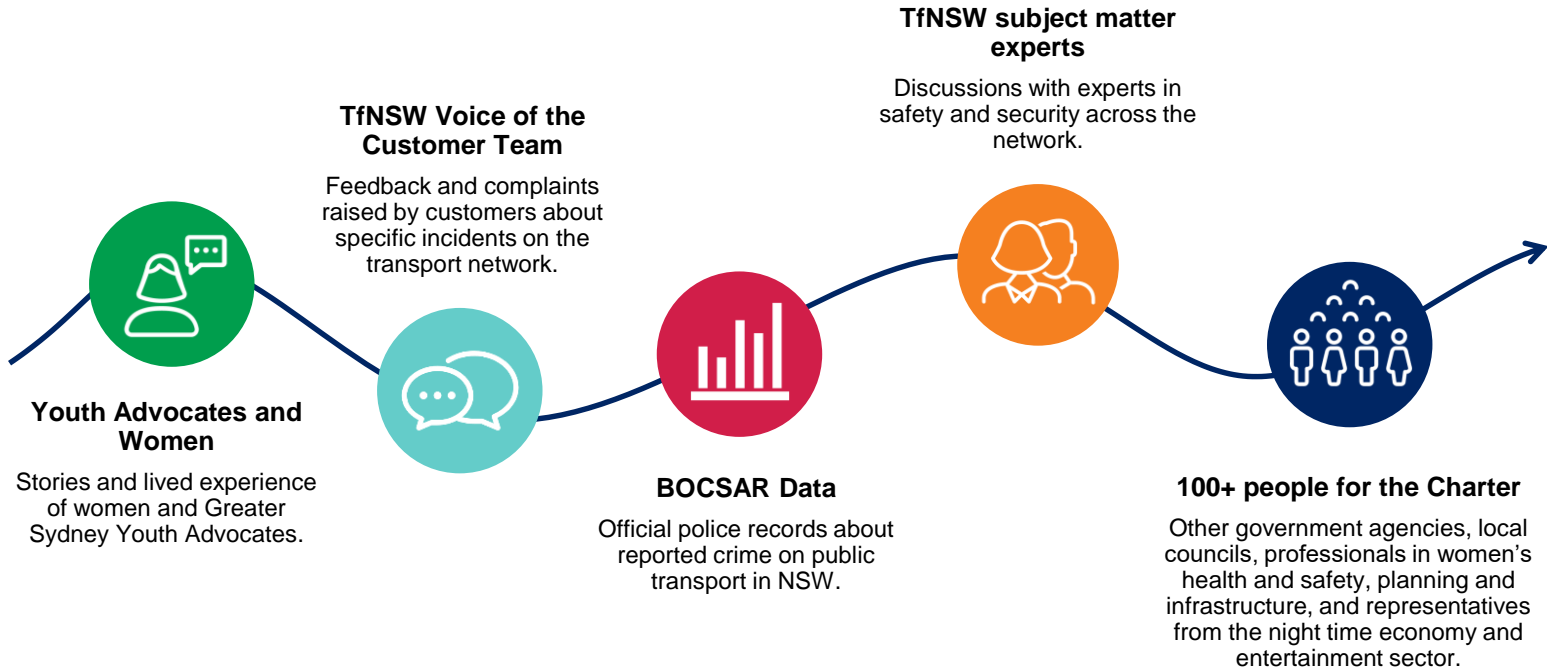 Youth Advocates and
Women
Stories and lived experience
of women and Greater
Sydney Youth Advocates.
TfNSW Voice of the
Customer Team
Feedback and complaints
raised by customers about
specific incidents on the
transport network.
BOCSAR Data
Official police records about
reported crime on public
transport in NSW.
TfNSW subject matter
experts
Discussions with experts in
safety and security across the
network.
100+ people for the Charter
Other government agencies, local
councils, professionals in women’s
health and safety, planning and
infrastructure, and representatives
from the night time economy and
entertainment sector.